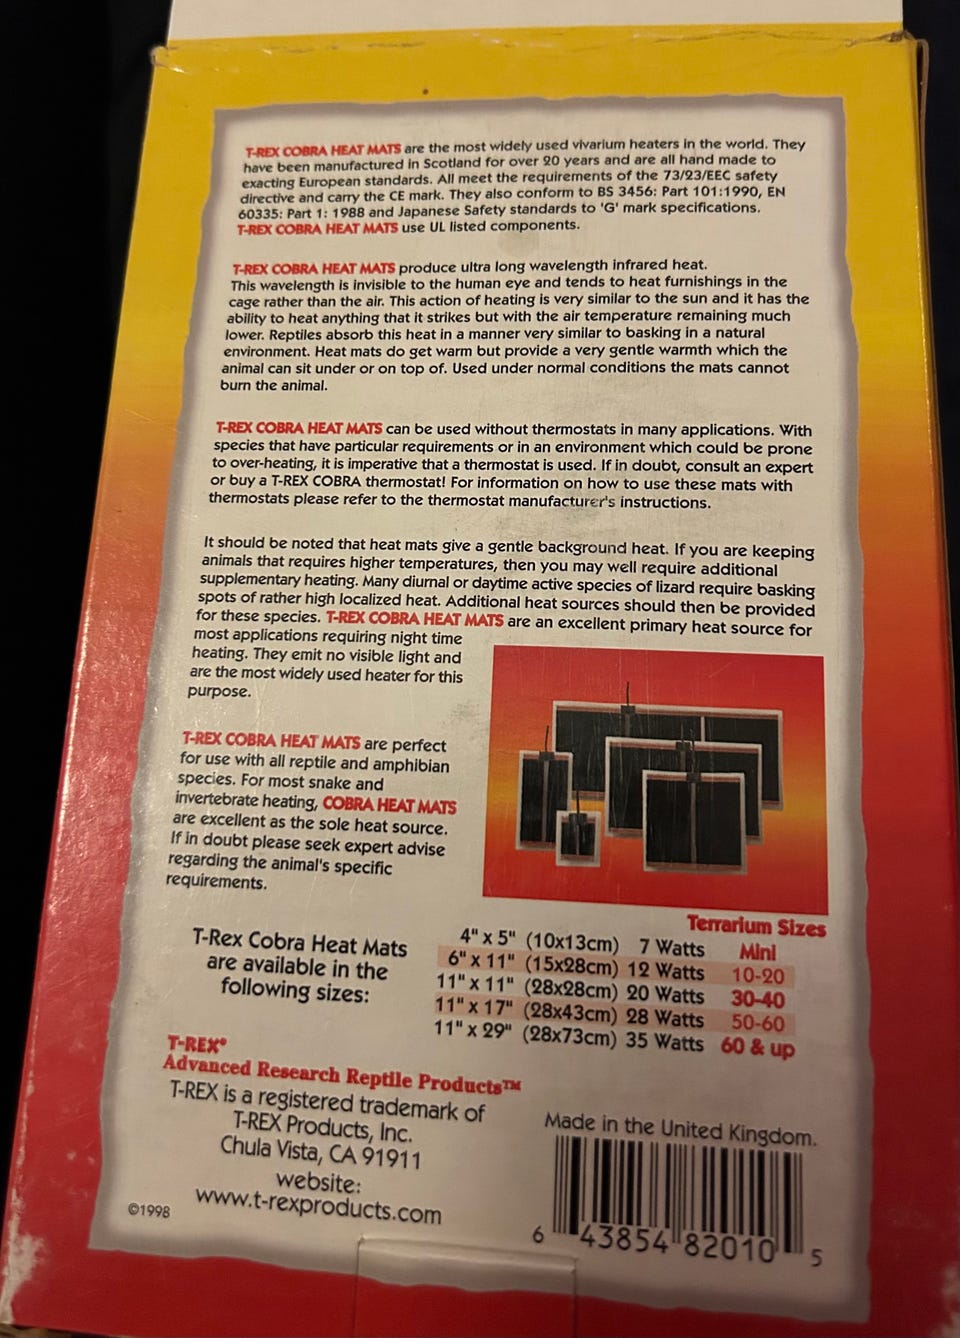 T-REX COBRA HEAT MATS are the most widely used vivarium heaters in the world. They
have been manufactured in Scotland for over 20 years and are all hand made to
exacting European standards. All meet the requirements of the 73/23/EEC safety
directive and carry the CE mark. They also conform to BS 3456: Part 101:1990, EN
60335: Part 1: 1988 and Japanese Safety standards to 'G' mark specifications.
T-REX COBRA HEAT MATS use UL listed components.
T-REX COBRA HEAT MATS produce ultra long wavelength infrared heat.
This wavelength is invisible to the human eye and tends to heat furnishings in the
cage rather than the air. This action of heating is very similar to the sun and it has the
ability to heat anything that it strikes but with the air temperature remaining much
lower. Reptiles absorb this heat in a manner very similar to basking in a natural
environment. Heat mats do get warm but provide a very gentle warmth which the
animal can sit under or on top of. Used under normal conditions the mats cannot
burn the animal.
T-REX COBRA HEAT MATS can be used without thermostats in many applications. With
species that have particular requirements or in an environment which could be prone
to over-heating, it is imperative that a thermostat is used. If in doubt, consult an expert
or buy a T-REX COBRA thermostat! For information on how to use these mats with
thermostats please refer to the thermostat manufacturer's instructions.
It should be noted that heat mats give a gentle background heat. If you are keeping
animals that requires higher temperatures, then you may well require additional
supplementary heating. Many diurnal or daytime active species of lizard require basking
spots of rather high localized heat. Additional heat sources should then be provided
for these species. T-REX COBRA HEAT MATS are an excellent primary heat source for
most applications requiring night time
heating. They emit no visible light and
are the most widely used heater for this
purpose.
T-REX COBRA HEAT MATS are perfect
for use with all reptile and amphibian
species. For most snake and
invertebrate heating, COBRA HEAT MATS
are excellent as the sole heat source.
If in doubt please seek expert advise
regarding the animal's specific
requirements.
T-Rex Cobra Heat Mats
are available in the
following sizes:
Terrarium Sizes
4" x 5" (10x13cm) 7 Watts Mini
6" x 11" (15x28cm) 12 Watts 10-20
11" x 11" (28x28cm) 20 Watts 30-40
11" x 17" (28x43cm) 28 Watts 50-60
11" x 29" (28x73cm) 35 Watts 60 & up
T-REX®
Advanced Research Reptile Products™
T-REX is a registered trademark of
T-REX Products, Inc.
Chula Vista, CA 91911
website:
www.t-rexproducts.com
©1998
Made in the United Kingdom.
6 43854 82010 5